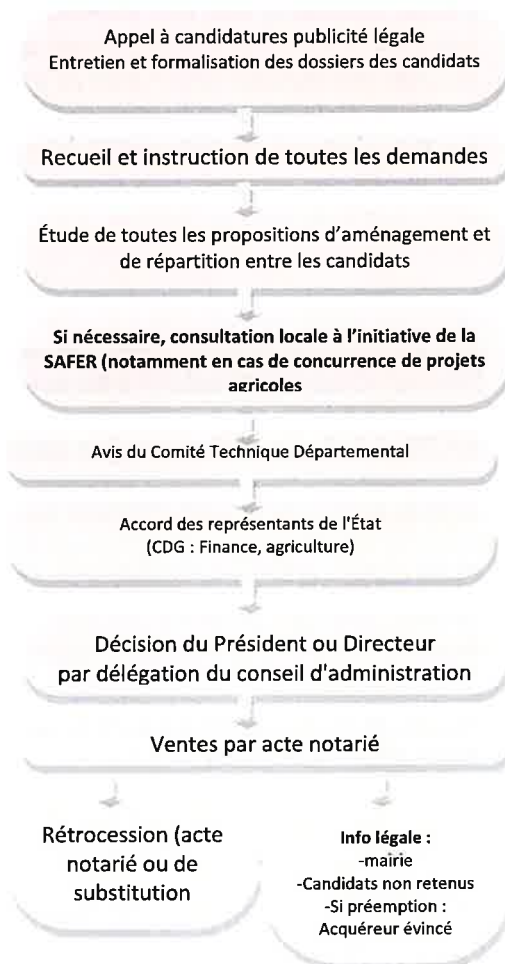 Appel à candidatures publicité légale
Entretien et formalisation des dossiers des candidats
Recueil et instruction de toutes les demandes
Étude de toutes les propositions d'aménagement et
de répartition entre les candidats
Si nécessaire, consultation locale à l'initiative de la
SAFER (notamment en cas de concurrence de projets
agricoles
Avis du Comité Technique Départemental
Accord des représentants de l'État
(CDG : Finance, agriculture)
Décision du Président ou Directeur
par délégation du conseil d'administration
Ventes par acte notarié
Rétrocession (acte
notarié ou de
substitution
Info légale :
-mairie
-Candidats non retenus
-Si préemption :
Acquéreur évincé